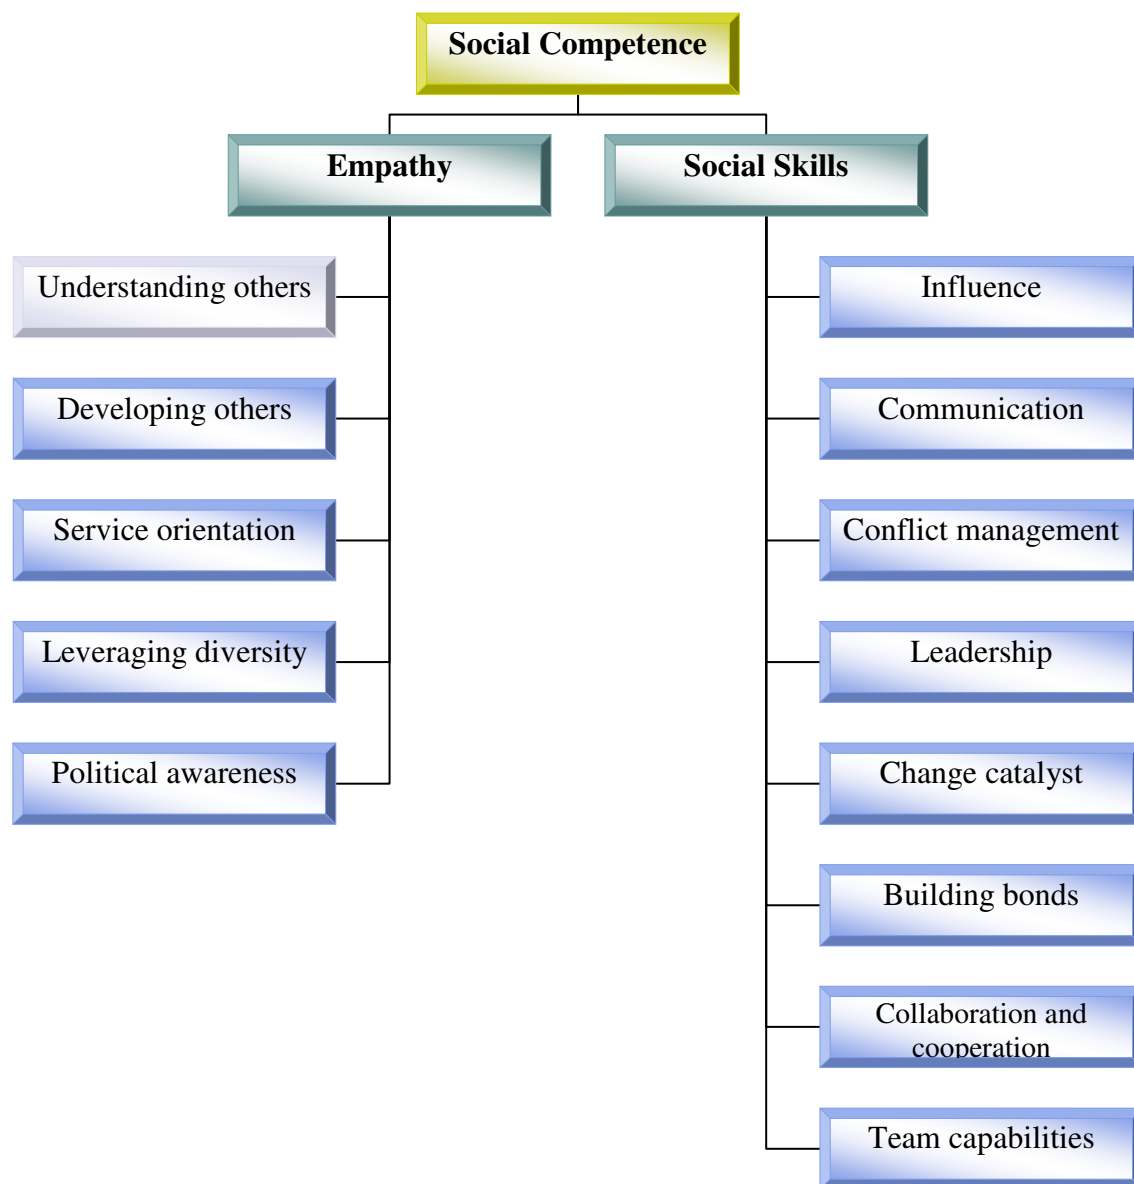 Social Competence
Empathy
Social Skills
Understanding others
Developing others
Service orientation
Leveraging diversity
Political awareness
Influence
Communication
Conflict management
Leadership
Change catalyst
Building bonds
Collaboration and
cooperation
Team capabilities